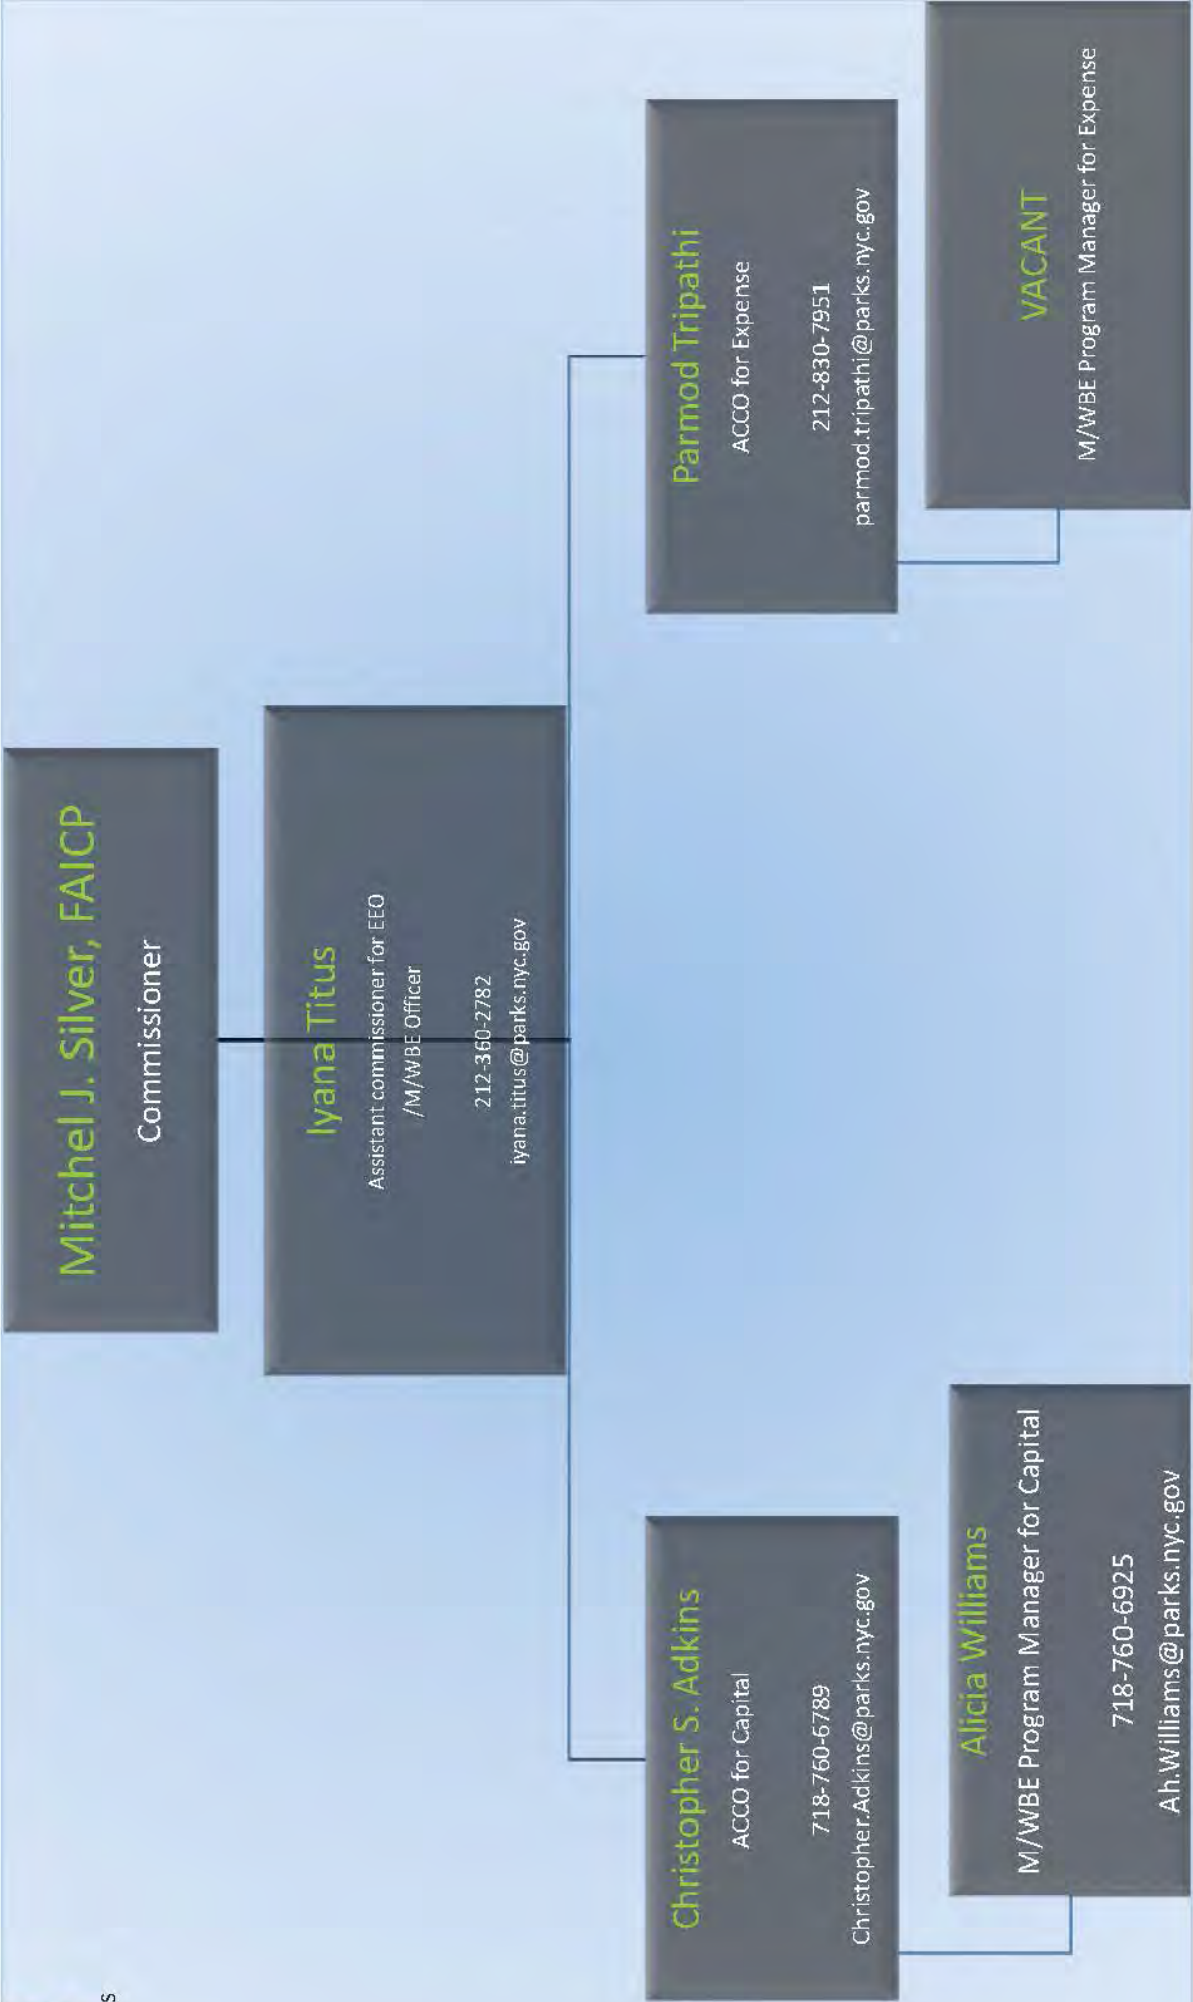 s
Mitchel J. Silver, FAICP
Commissioner
Iyana Titus
Assistant commissioner for EEO
/M/WBE Officer
212-360-2782
iyana.titus@parks.nyc.gov
Christopher S. Adkins
ACCO for Capital
718-760-6789
Christopher.Adkins@parks.nyc.gov
Parmod Tripathi
ACCO for Expense
212-830-7951
parmod.tripathi@parks.nyc.gov
Alicia Williams
M/WBE Program Manager for Capital
718-760-6925
Ah.Williams@parks.nyc.gov
VACANT
M/WBE Program Manager for Expense